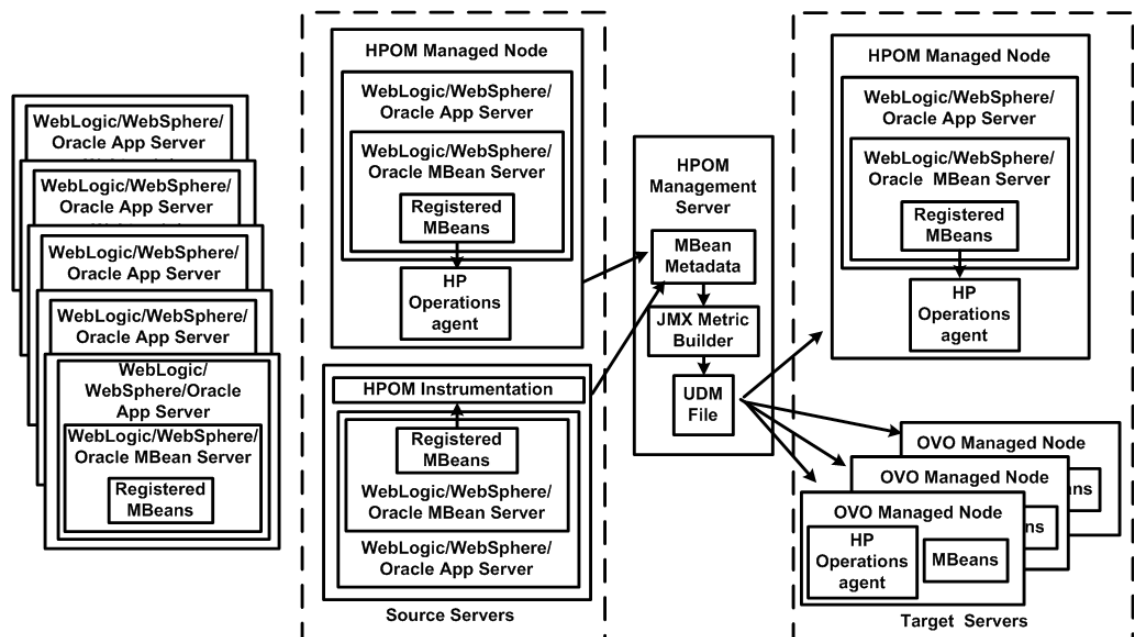 WebLogic/WebSphere/
Oracle App Server
WebLogic/WebSphere/
Oracle App Server
WebLogic/WebSphere/
Oracle App Server
WebLogic/WebSphere/
Oracle App Server
WebLogic/
WebSphere/Oracle
App Server
WebLogic/WebSphere/
Oracle MBean Server
Registered
MBeans
HPOM Managed Node
WebLogic/WebSphere/
Oracle App Server
WebLogic/WebSphere/
Oracle MBean Server
Registered
MBeans
HP
Operations
agent
HPOM Instrumentation
Registered
MBeans
WebLogic/WebSphere/
Oracle MBean Server
WebLogic/WebSphere/
Oracle App Server
Source Servers
HPOM
Management
Server
MBean
Metadata
JMX Metric
Builder
UDM
File
HPOM Managed Node
WebLogic/WebSphere/
Oracle App Server
WebLogic/WebSphere/
Oracle MBean Server
Registered
MBeans
HP
Operations
agent
OVO Managed Node
OVO Managed Node
OVO Managed Node
HP
Operations
agent
MBeans
Target Servers